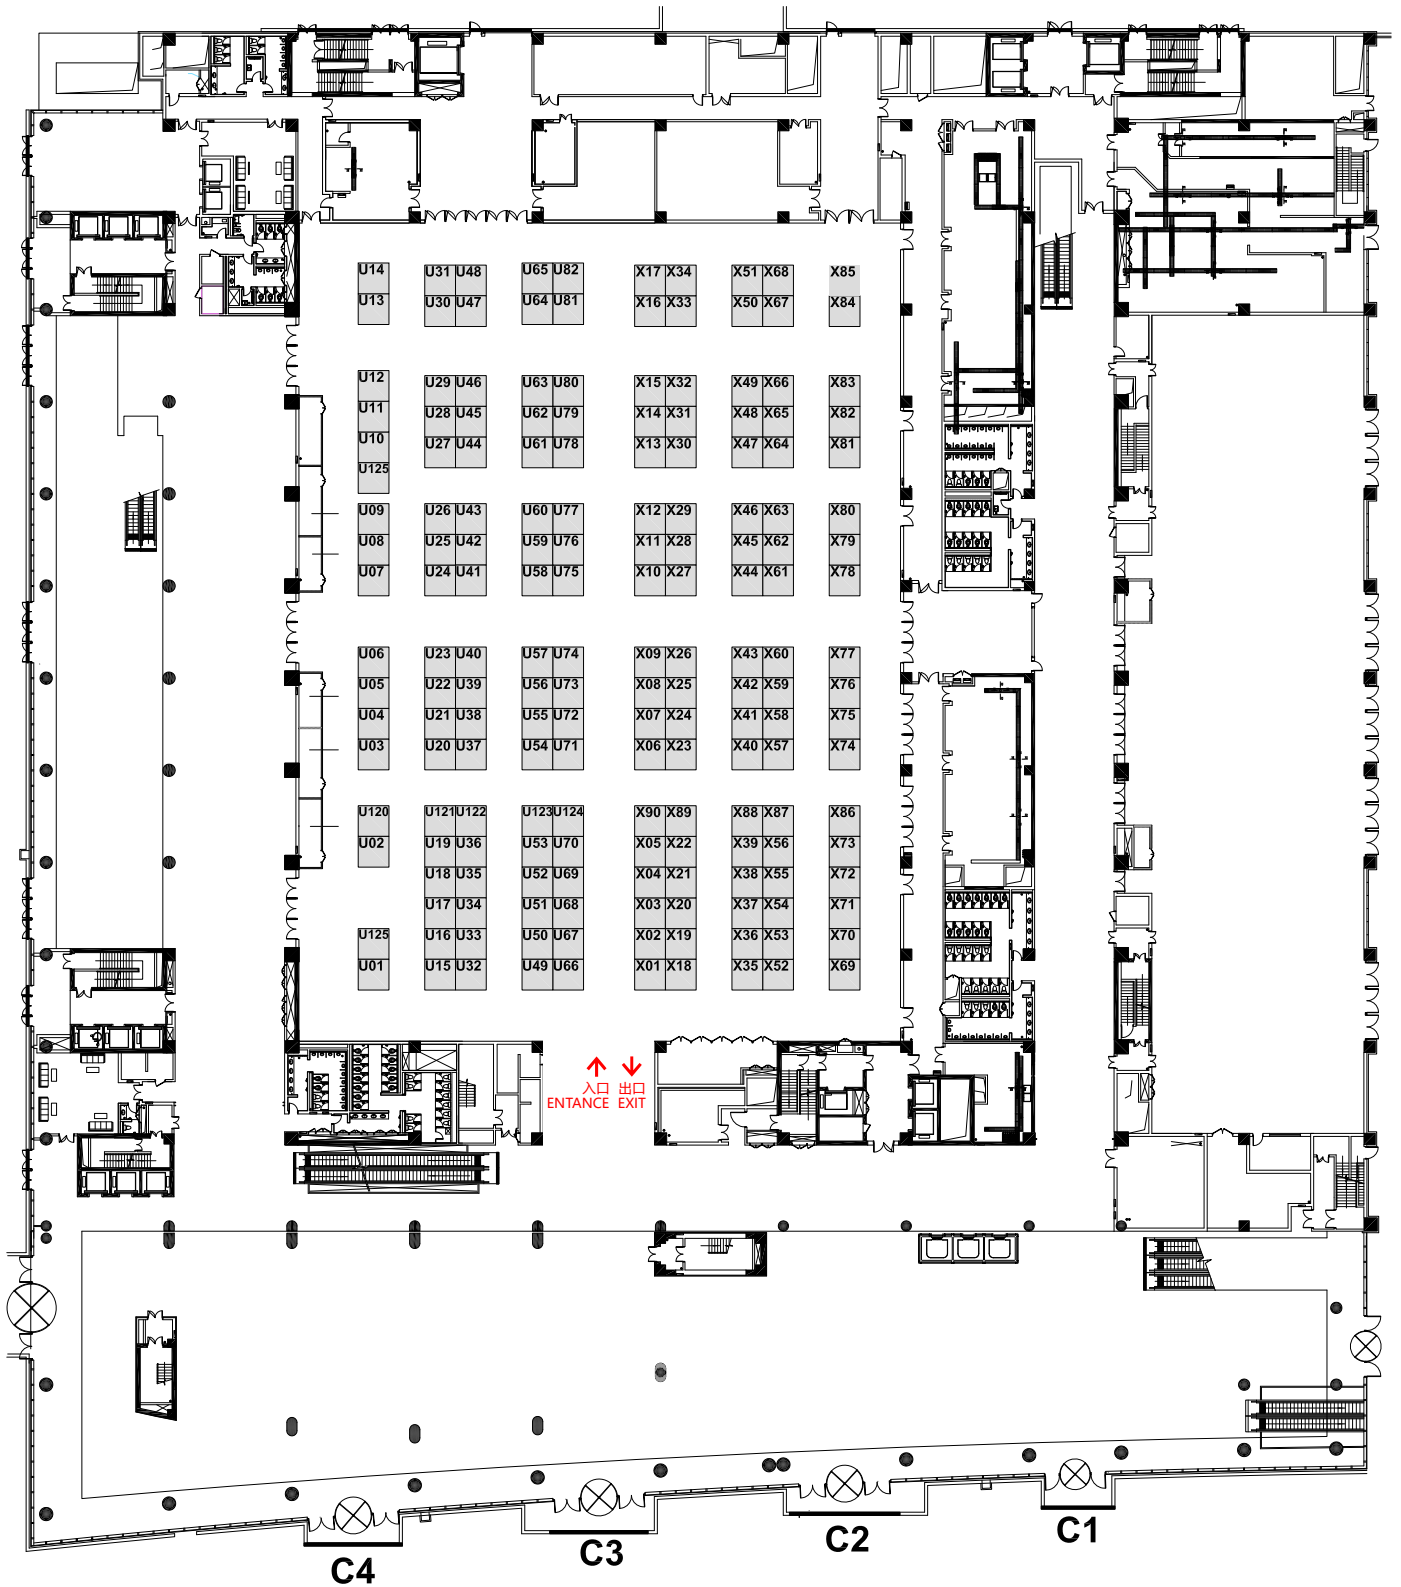 U14 U31 U48 U65 U82 X17 X34 X51 X68 X85
U13 U30 U47 U64 U81 X16 X33 X50 X67 X84
U12 U29 U46 U63 U80 X15 X32 X49 X66 X83
U11 U28 U45 U62 U79 X14 X31 X48 X65 X82
U10 U27 U44 U61 U78 X13 X30 X47 X64 X81
U125
U09 U26 U43 U60 U77 X12 X29 X46 X63 X80
U08 U25 U42 U59 U76 X11 X28 X45 X62 X79
U07 U24 U41 U58 U75 X10 X27 X44 X61 X78
U06 U23 U40 U57 U74 X09 X26 X43 X60 X77
U05 U22 U39 U56 U73 X08 X25 X42 X59 X76
U04 U21 U38 U55 U72 X07 X24 X41 X58 X75
U03 U20 U37 U54 U71 X06 X23 X40 X57 X74
U120 U121 U122 U123 U124 X90 X89 X88 X87 X86
U02 U19 U36 U53 U70 X05 X22 X39 X56 X73
U18 U35 U52 U69 X04 X21 X38 X55 X72
U17 U34 U51 U68 X03 X20 X37 X54 X71
U125 U16 U33 U50 U67 X02 X19 X36 X53 X70
U01 U15 U32 U49 U66 X01 X18 X35 X52 X69
入口 出口
ENTANCE EXIT
C1
C2
C3
C4